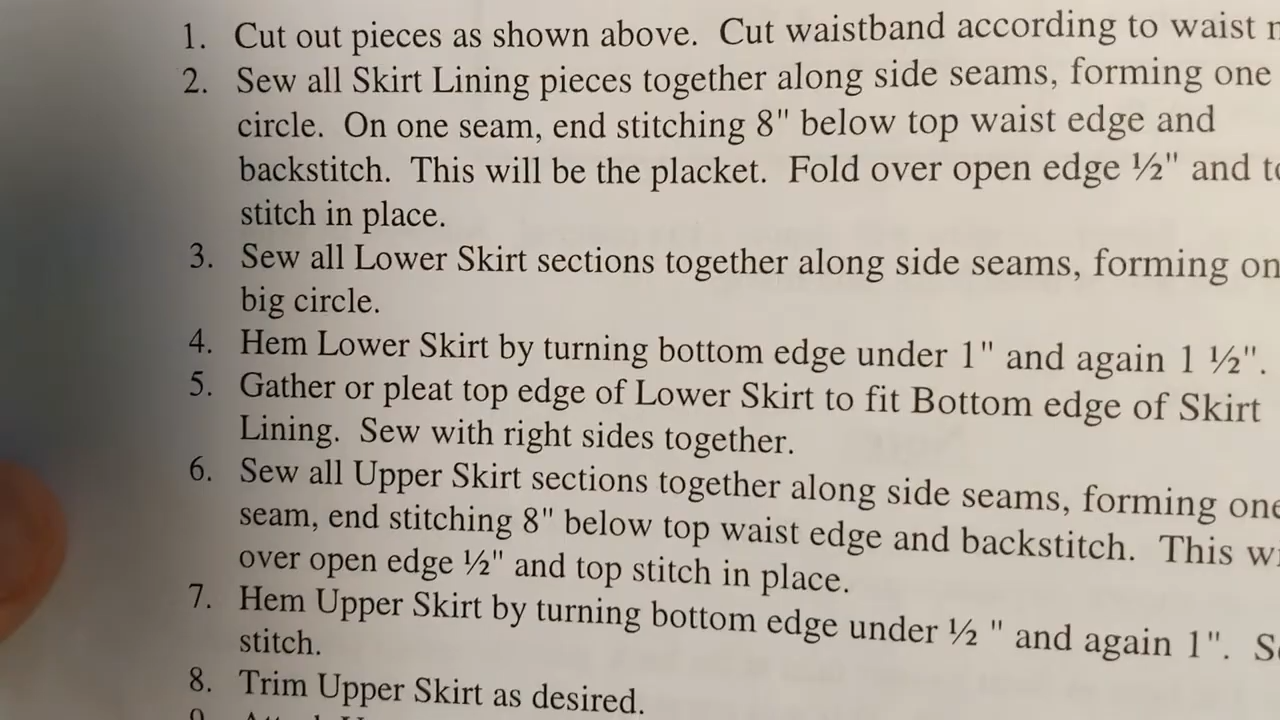 1. Cut out pieces as shown above. Cut waistband according to waist
2. Sew all Skirt Lining pieces together along side seams, forming one
circle. On one seam, end stitching 8" below top waist edge and
backstitch. This will be the placket. Fold over open edge ½" and
stitch in place.
3. Sew all Lower Skirt sections together along side seams, forming
big circle.
4. Hem Lower Skirt by turning bottom edge under 1" and again 1 ½".
5. Gather or pleat top edge of Lower Skirt to fit Bottom edge of Skirt
Lining. Sew with right sides together.
6. Sew all Upper Skirt sections together along side seams, forming one
seam, end stitching 8" below top waist edge and backstitch. This
over open edge ½" and top stitch in place.
7. Hem Upper Skirt by turning bottom edge under ½ " and again 1".
stitch.
8. Trim Upper Skirt as desired.